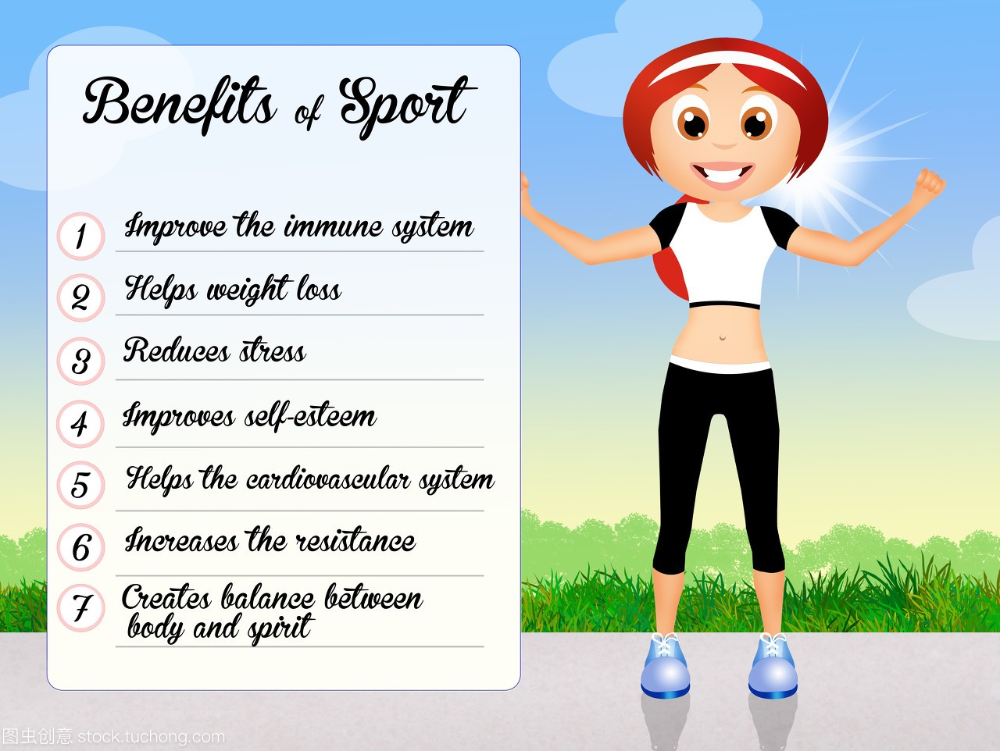 Benefits of Sport
1 Improve the immune system
2 Helps weight loss
3 Reduces stress
4 Improves self-esteem
5 Helps the cardiovascular system
6 Increases the resistance
7 Creates balance between
body and spirit
图虫创意 stock.tuchong.com